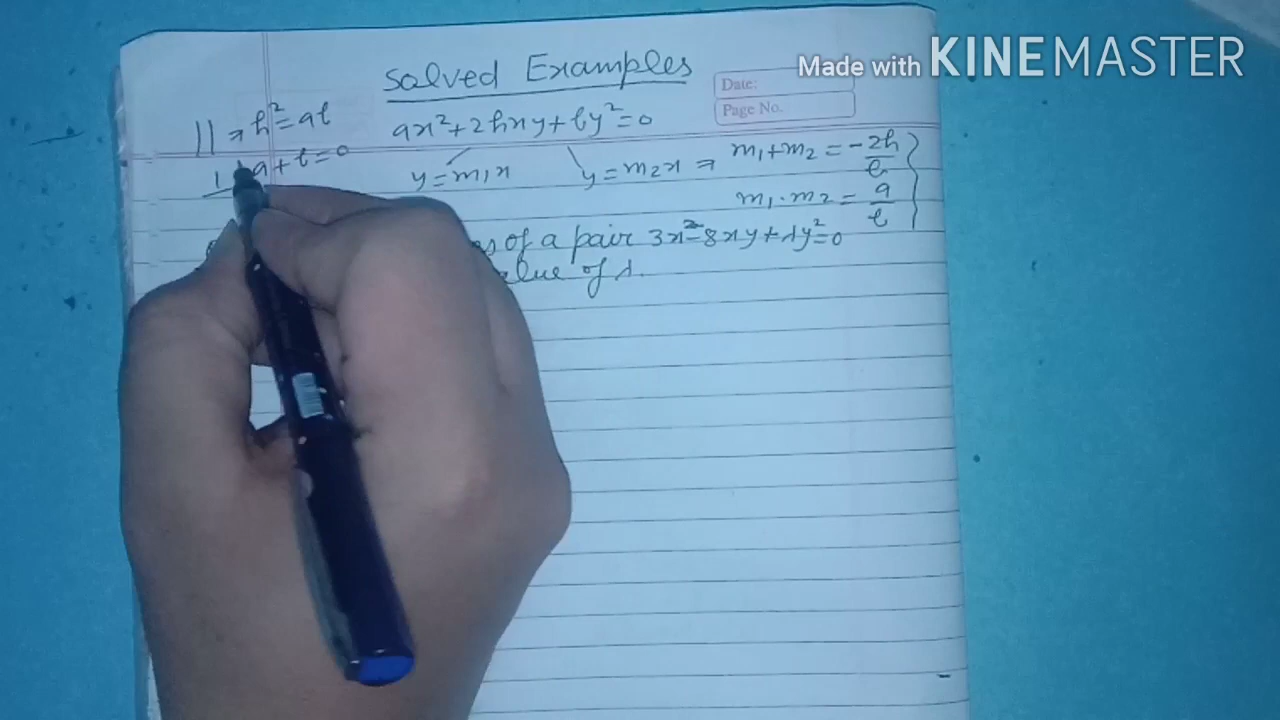 Made with KINEMASTER
Solved Examples
Date:
Page No.
|| ⇒ h² = ab
ax² + 2hxy + by² = 0
⊥ a + b = 0
y = m₁x
y = m₂x ⇒ m₁ + m₂ = -2h/b
m₁ . m₂ = a/b
of a pair 3x² - 8xy + λy² = 0
of λ.